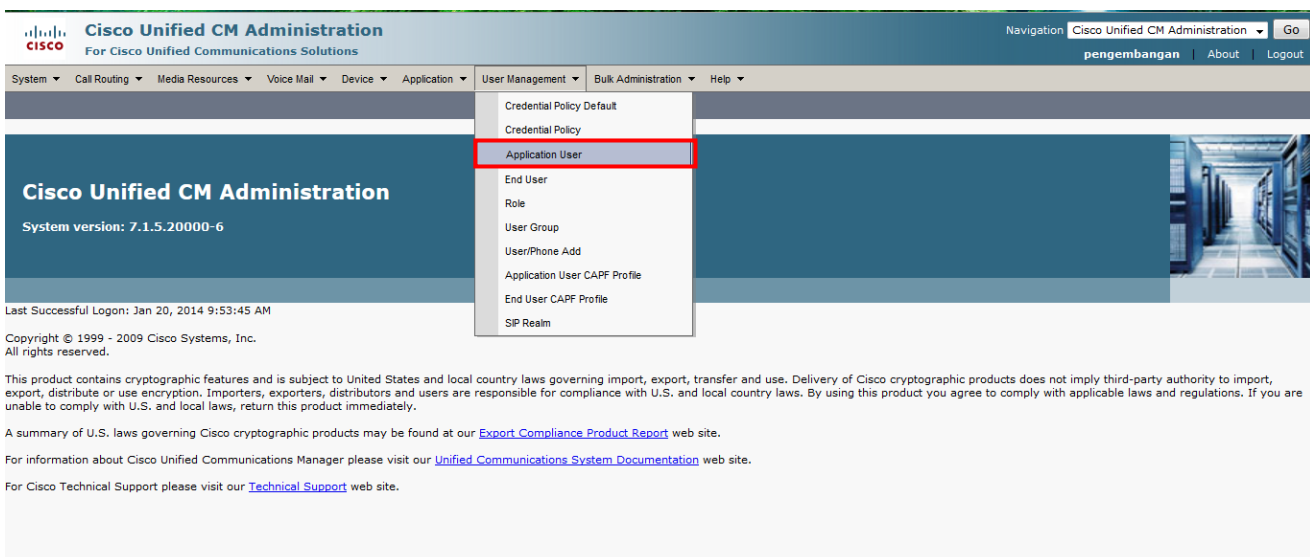 Cisco Unified CM Administration
For Cisco Unified Communications Solutions
CISCO
Navigation Cisco Unified CM Administration Go
pengembangan | About | Logout
System Call Routing Media Resources Voice Mail Device Application User Management Bulk Administration Help
Credential Policy Default
Credential Policy
Application User
End User
Role
User Group
User/Phone Add
Application User CAPF Profile
End User CAPF Profile
SIP Realm
Cisco Unified CM Administration
System version: 7.1.5.20000-6
Last Successful Logon: Jan 20, 2014 9:53:45 AM
Copyright © 1999 - 2009 Cisco Systems, Inc.
All rights reserved.
This product contains cryptographic features and is subject to United States and local country laws governing import, export, transfer and use. Delivery of Cisco cryptographic products does not imply third-party authority to import,
export, distribute or use encryption. Importers, exporters, distributors and users are responsible for compliance with U.S. and local country laws. By using this product you agree to comply with applicable laws and regulations. If you are
unable to comply with U.S. and local laws, return this product immediately.
A summary of U.S. laws governing Cisco cryptographic products may be found at our Export Compliance Product Report web site.
For information about Cisco Unified Communications Manager please visit our Unified Communications System Documentation web site.
For Cisco Technical Support please visit our Technical Support web site.